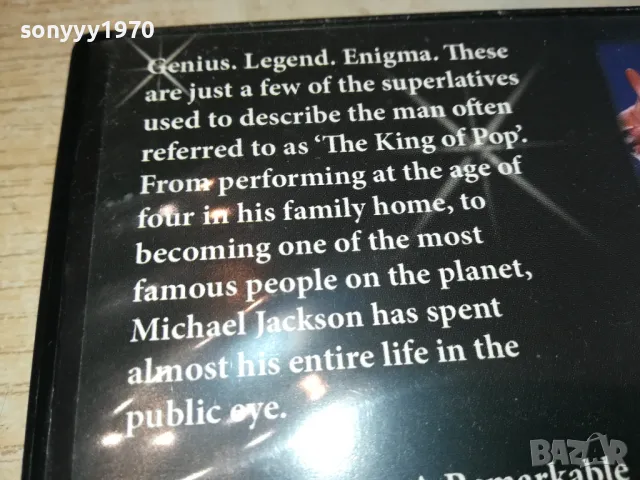 sonyyy1970
Genius. Legend. Enigma. These
are just a few of the superlatives
used to describe the man often
referred to as ‘The King of Pop’.
From performing at the age of
four in his family home, to
becoming one of the most
famous people on the planet,
Michael Jackson has spent
almost his entire life in the
public eye.
A Remarkable
BAZAR